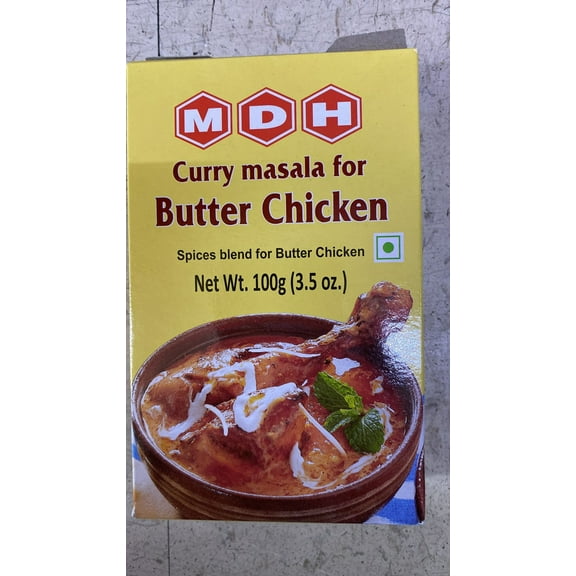 MDH
Curry masala for
Butter Chicken
Spices blend for Butter Chicken
Net Wt. 100g (3.5 oz.)